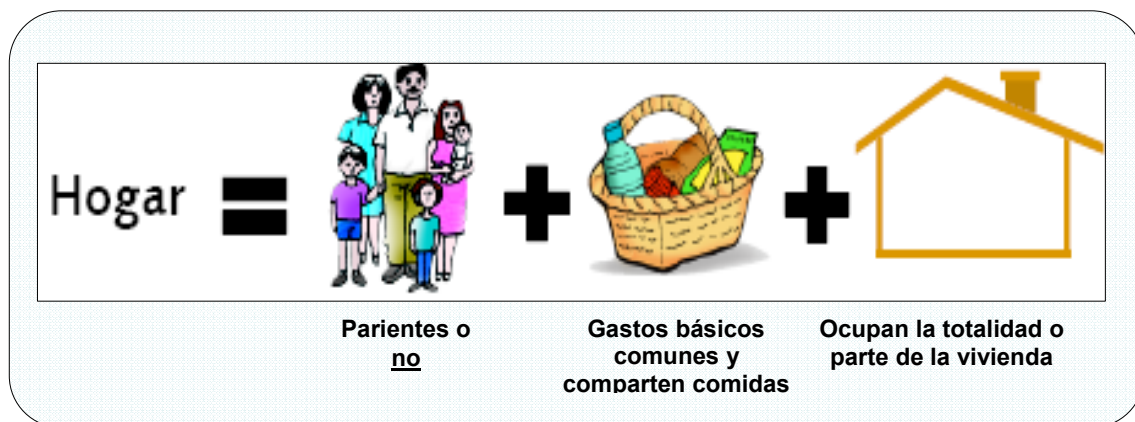 Hogar
Parientes o
no
Gastos básicos
comunes y
comparten comidas
Ocupan la totalidad o
parte de la vivienda